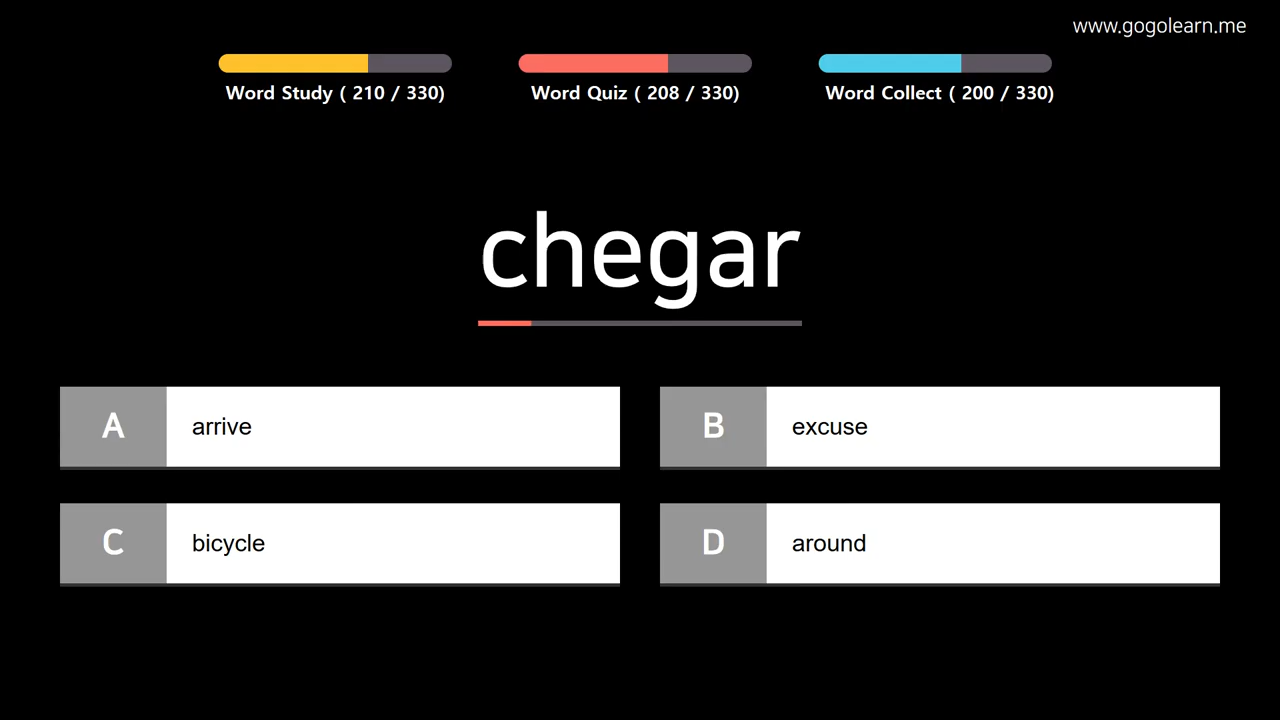 www.gogolearn.me
Word Study ( 210 / 330)
Word Quiz ( 208 / 330)
Word Collect ( 200 / 330)
chegar
A arrive
B excuse
C bicycle
D around